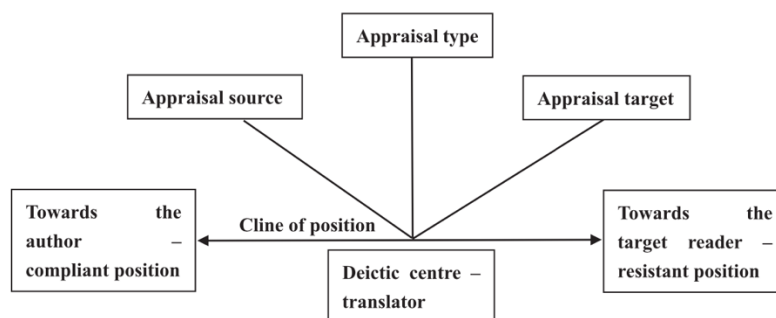 Appraisal type
Appraisal source
Appraisal target
Towards the
author –
compliant position
Cline of position
Towards the
target reader –
resistant position
Deictic centre –
translator